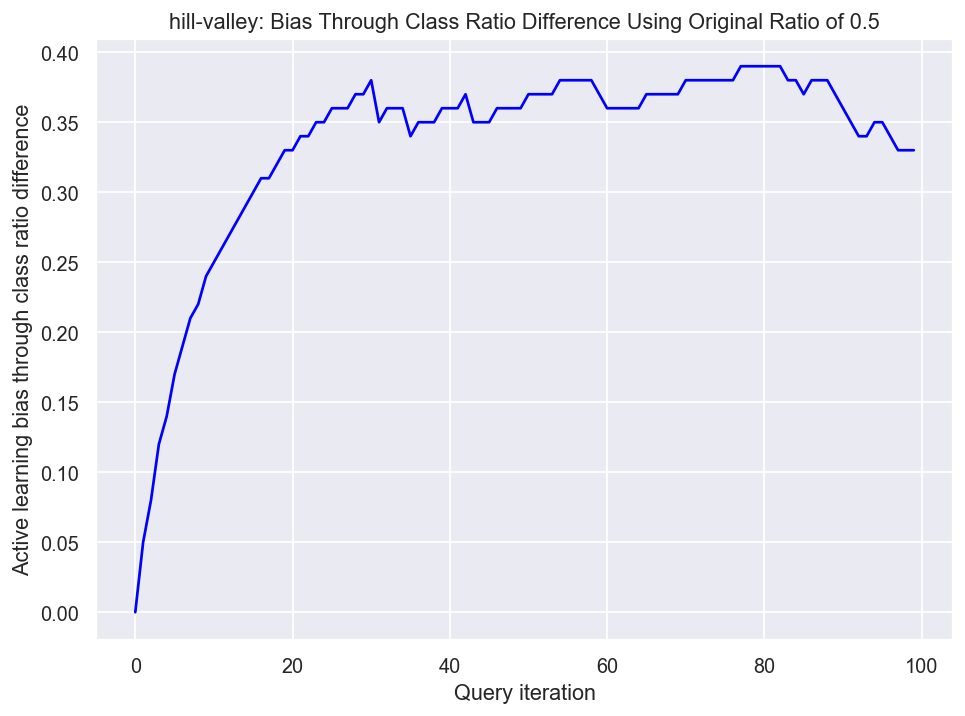 hill-valley: Bias Through Class Ratio Difference Using Original Ratio of 0.5
Active learning bias through class ratio difference
0.40
0.35
0.30
0.25
0.20
0.15
0.10
0.05
0.00
0 20 40 60 80 100
Query iteration